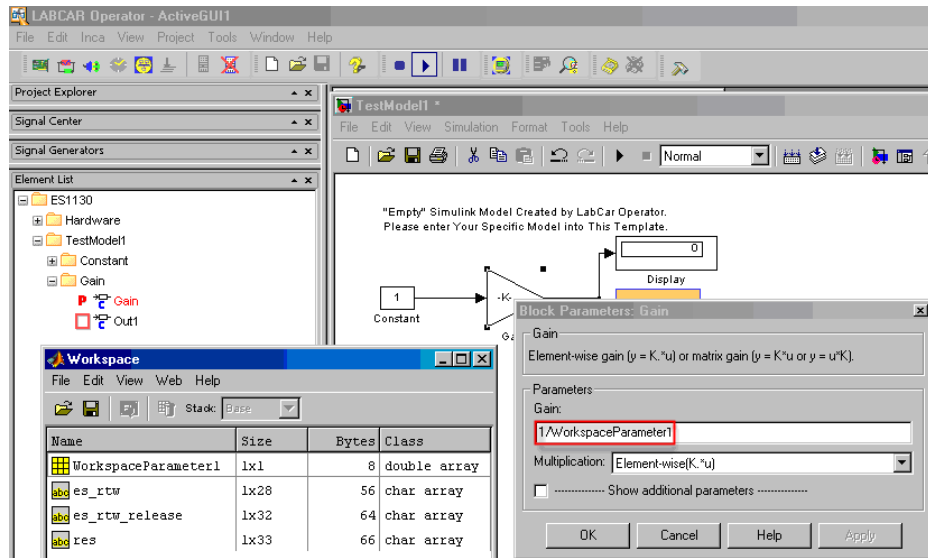 LABCAR Operator - ActiveGUI1
File Edit Inca View Project Tools Window Help
Project Explorer
Signal Center
Signal Generators
Element List
ES1130
Hardware
TestModel1
Constant
Gain
P Gain
Out1
TestModel1 *
File Edit View Simulation Format Tools Help
Normal
"Empty" Simulink Model Created by LabCar Operator.
Please enter Your Specific Model into This Template.
0
Display
1
Constant
-K-
Workspace
File Edit View Web Help
Stack: Base
Name Size Bytes Class
WorkspaceParameter1 1x1 8 double array
abc es_rtw 1x28 56 char array
abc es_rtw_release 1x32 64 char array
abc res 1x33 66 char array
Block Parameters: Gain
Gain
Element-wise gain (y = K.*u) or matrix gain (y = K*u or y = u*K).
Parameters
Gain:
1/WorkspaceParameter1
Multiplication: Element-wise(K.*u)
--------------- Show additional parameters ---------------
OK Cancel Help Apply